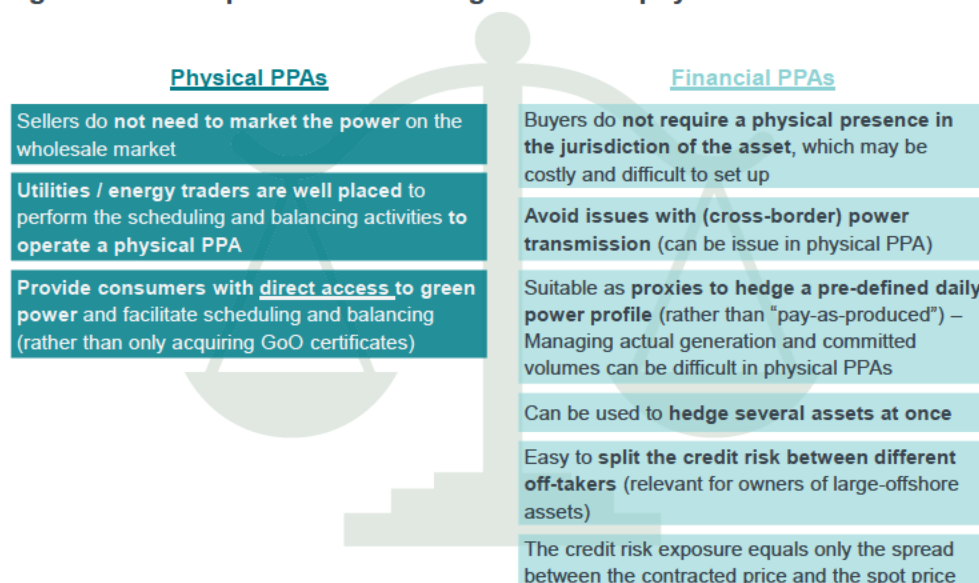 Physical PPAs
Sellers do not need to market the power on the
wholesale market
Utilities / energy traders are well placed to
perform the scheduling and balancing activities to
operate a physical PPA
Provide consumers with direct access to green
power and facilitate scheduling and balancing
(rather than only acquiring GoO certificates)
Financial PPAs
Buyers do not require a physical presence in
the jurisdiction of the asset, which may be
costly and difficult to set up
Avoid issues with (cross-border) power
transmission (can be issue in physical PPA)
Suitable as proxies to hedge a pre-defined daily
power profile (rather than “pay-as-produced”) –
Managing actual generation and committed
volumes can be difficult in physical PPAs
Can be used to hedge several assets at once
Easy to split the credit risk between different
off-takers (relevant for owners of large-offshore
assets)
The credit risk exposure equals only the spread
between the contracted price and the spot price